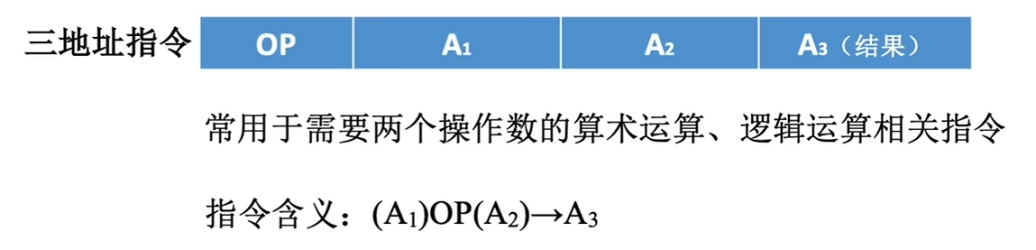 三地址指令 OP A₁ A₂ A₃（结果）
常用于需要两个操作数的算术运算、逻辑运算相关指令
指令含义：(A₁)OP(A₂)→A₃